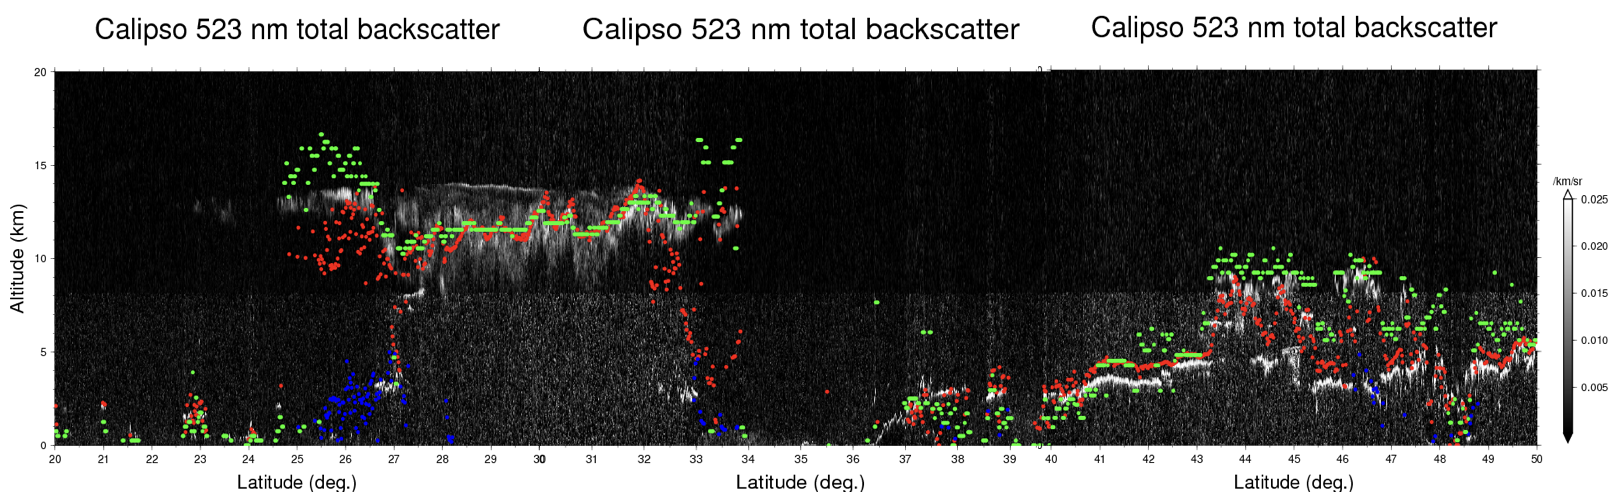 Calipso 523 nm total backscatter Calipso 523 nm total backscatter Calipso 523 nm total backscatter
20
15
10
5
0
Altitude (km)
20 21 22 23 24 25 26 27 28 29 30 31 32 33 34 35 36 37 38 39 40 41 42 43 44 45 46 47 48 49 50
Latitude (deg.) Latitude (deg.) Latitude (deg.)
/km/sr
0.025
0.020
0.015
0.010
0.005